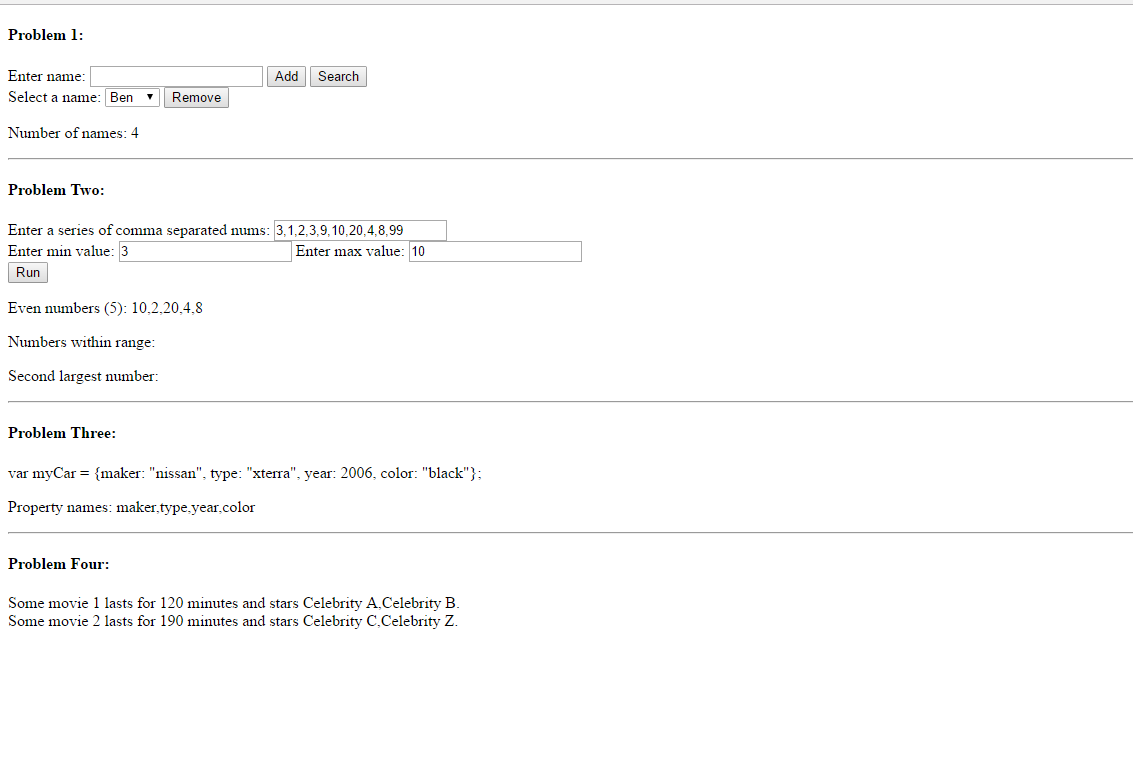 Problem 1:
Enter name: Add Search
Select a name: Ben Remove
Number of names: 4
Problem Two:
Enter a series of comma separated nums: 3,1,2,3,9,10,20,4,8,99
Enter min value: 3 Enter max value: 10
Run
Even numbers (5): 10,2,20,4,8
Numbers within range:
Second largest number:
Problem Three:
var myCar = {maker: "nissan", type: "xterra", year: 2006, color: "black"};
Property names: maker,type,year,color
Problem Four:
Some movie 1 lasts for 120 minutes and stars Celebrity A,Celebrity B.
Some movie 2 lasts for 190 minutes and stars Celebrity C,Celebrity Z.